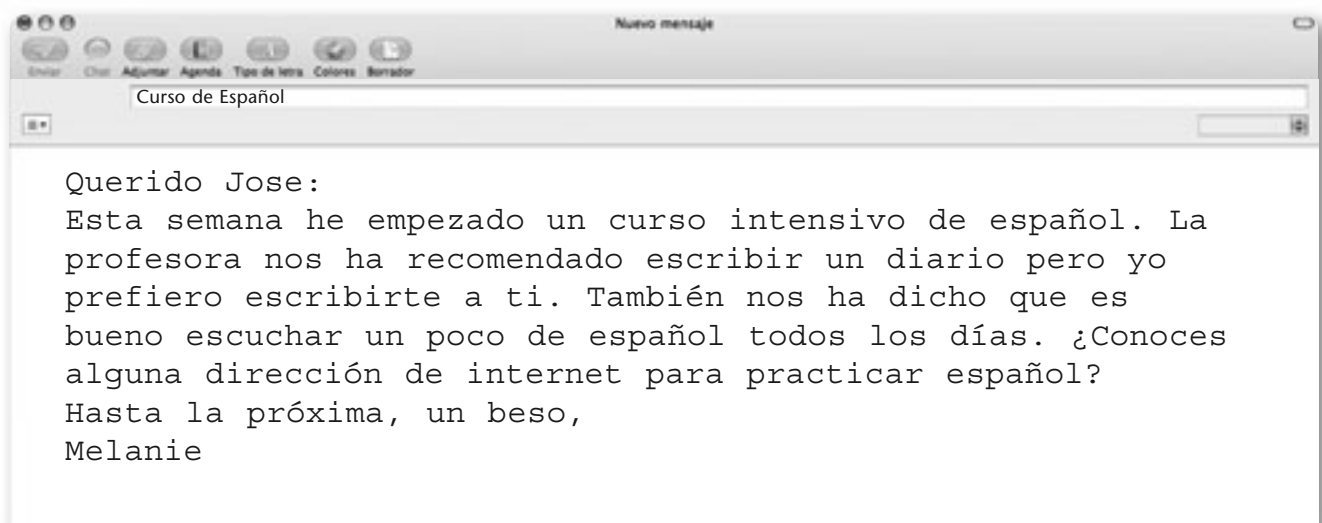 Nuevo mensaje
Enviar Chat Adjuntar Agenda Tipo de letra Colores Borrador
Curso de Español
Querido Jose:
Esta semana he empezado un curso intensivo de español. La
profesora nos ha recomendado escribir un diario pero yo
prefiero escribirte a ti. También nos ha dicho que es
bueno escuchar un poco de español todos los días. ¿Conoces
alguna dirección de internet para practicar español?
Hasta la próxima, un beso,
Melanie